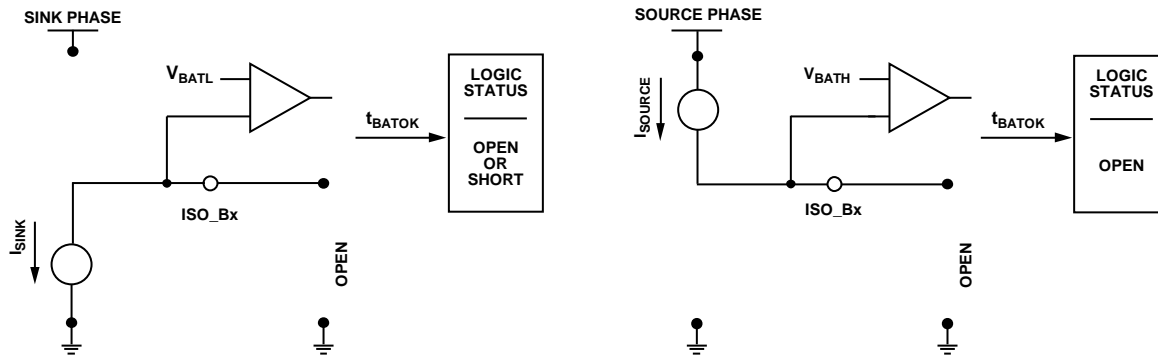 SINK PHASE
V_BATL
t_BATOK
LOGIC
STATUS
OPEN
OR
SHORT
ISO_Bx
I_SINK
OPEN
SOURCE PHASE
I_SOURCE
V_BATH
t_BATOK
LOGIC
STATUS
OPEN
ISO_Bx
OPEN